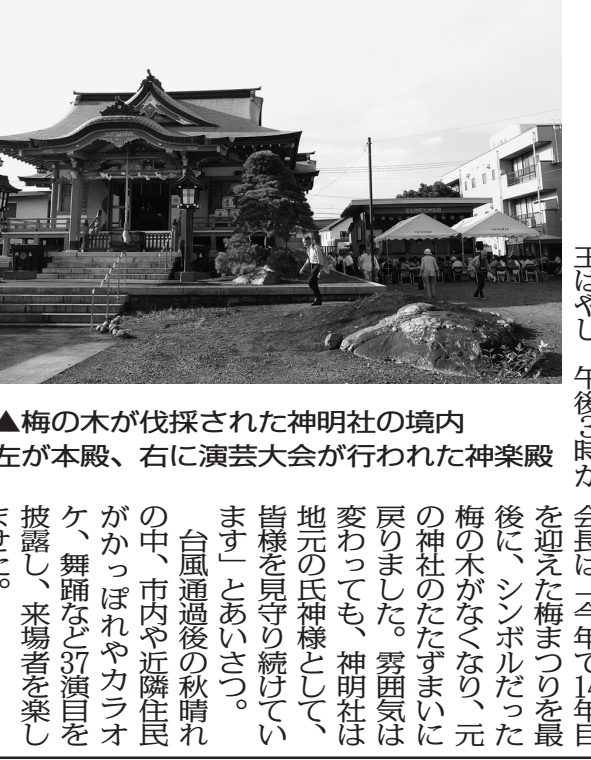 王はやし、午後3時か
▲梅の木が伐採された神明社の境内
左が本殿、右に演芸大会が行われた神楽殿
会長は「今年で14年目
を迎えた梅まつりを最
後に、シンボルだった
梅の木がなくなり、元
の神社のたたずまいに
戻りました。雰囲気は
変わっても、神明社は
地元の氏神様として、
皆様を見守り続けてい
ます」とあいさつ。
台風通過後の秋晴れ
の中、市内や近隣住民
がかっぽれやカラオ
ケ、舞踊など37演目を
披露し、来場者を楽し
ませた。